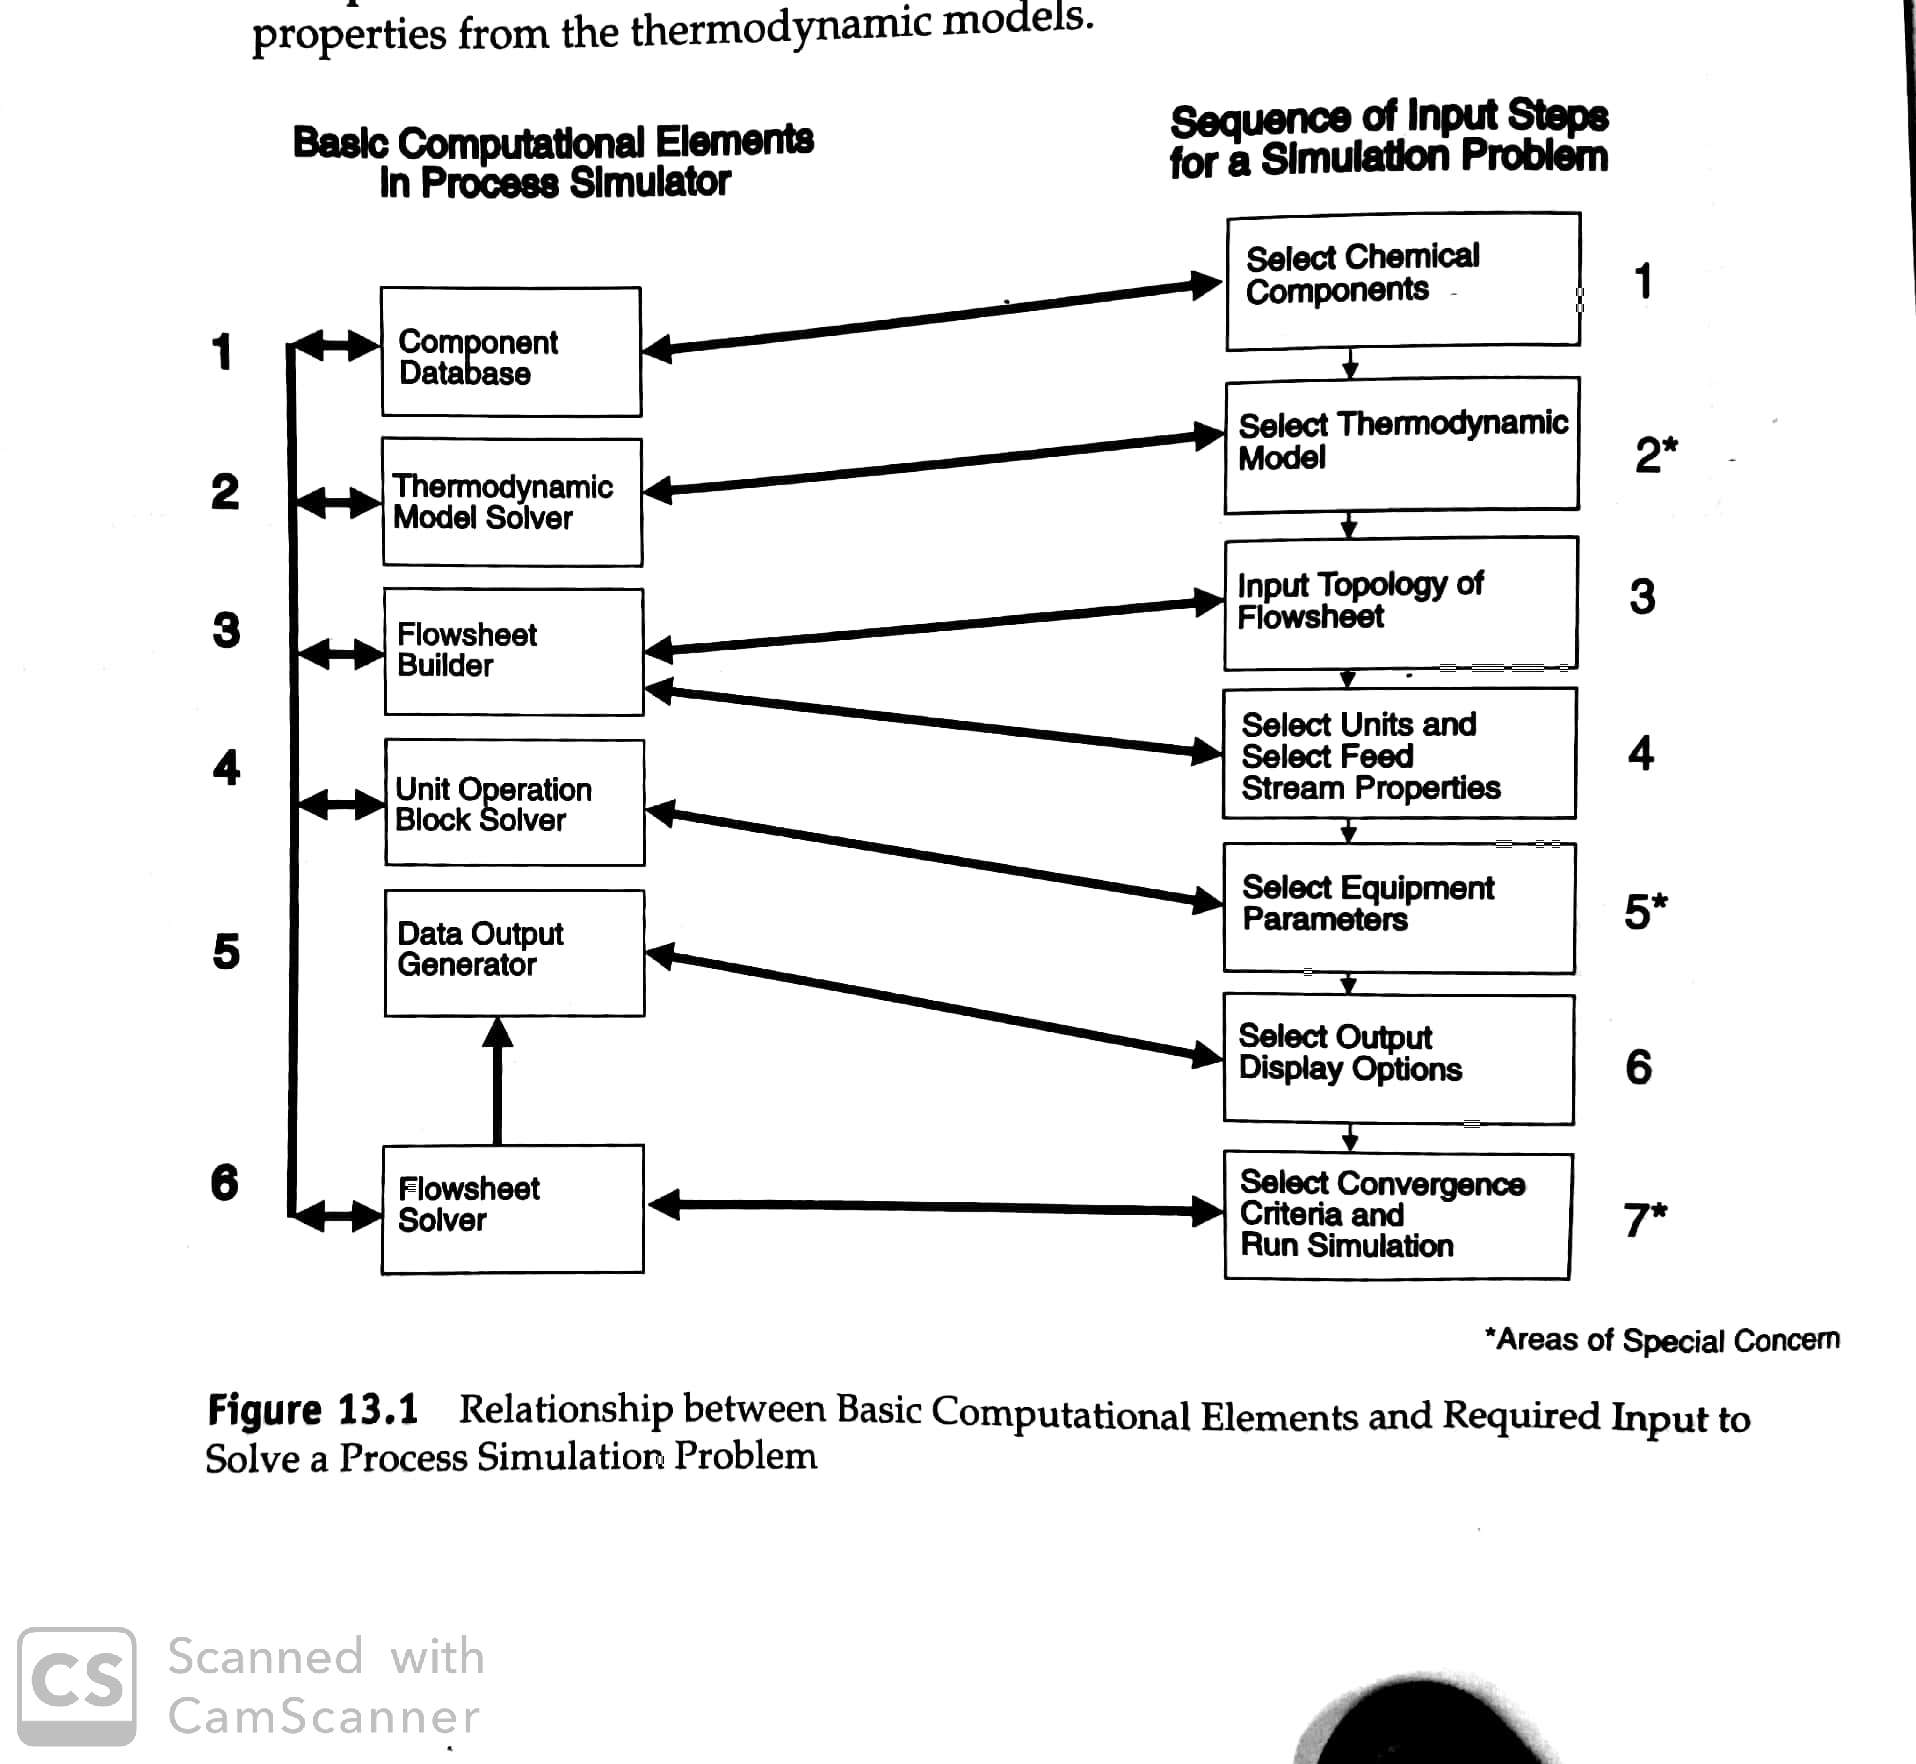 properties from the thermodynamic models.
Basic Computational Elements
in Process Simulator
Sequence of Input Steps
for a Simulation Problem
1
Component
Database
2
Thermodynamic
Model Solver
3
Flowsheet
Builder
4
Unit Operation
Block Solver
5
Data Output
Generator
6
Flowsheet
Solver
Select Chemical
Components
1
Select Thermodynamic
Model
2*
Input Topology of
Flowsheet
3
Select Units and
Select Feed
Stream Properties
4
Select Equipment
Parameters
5*
Select Output
Display Options
6
Select Convergence
Criteria and
Run Simulation
7*
*Areas of Special Concern
Figure 13.1 Relationship between Basic Computational Elements and Required Input to
Solve a Process Simulation Problem
CS
Scanned with
CamScanner